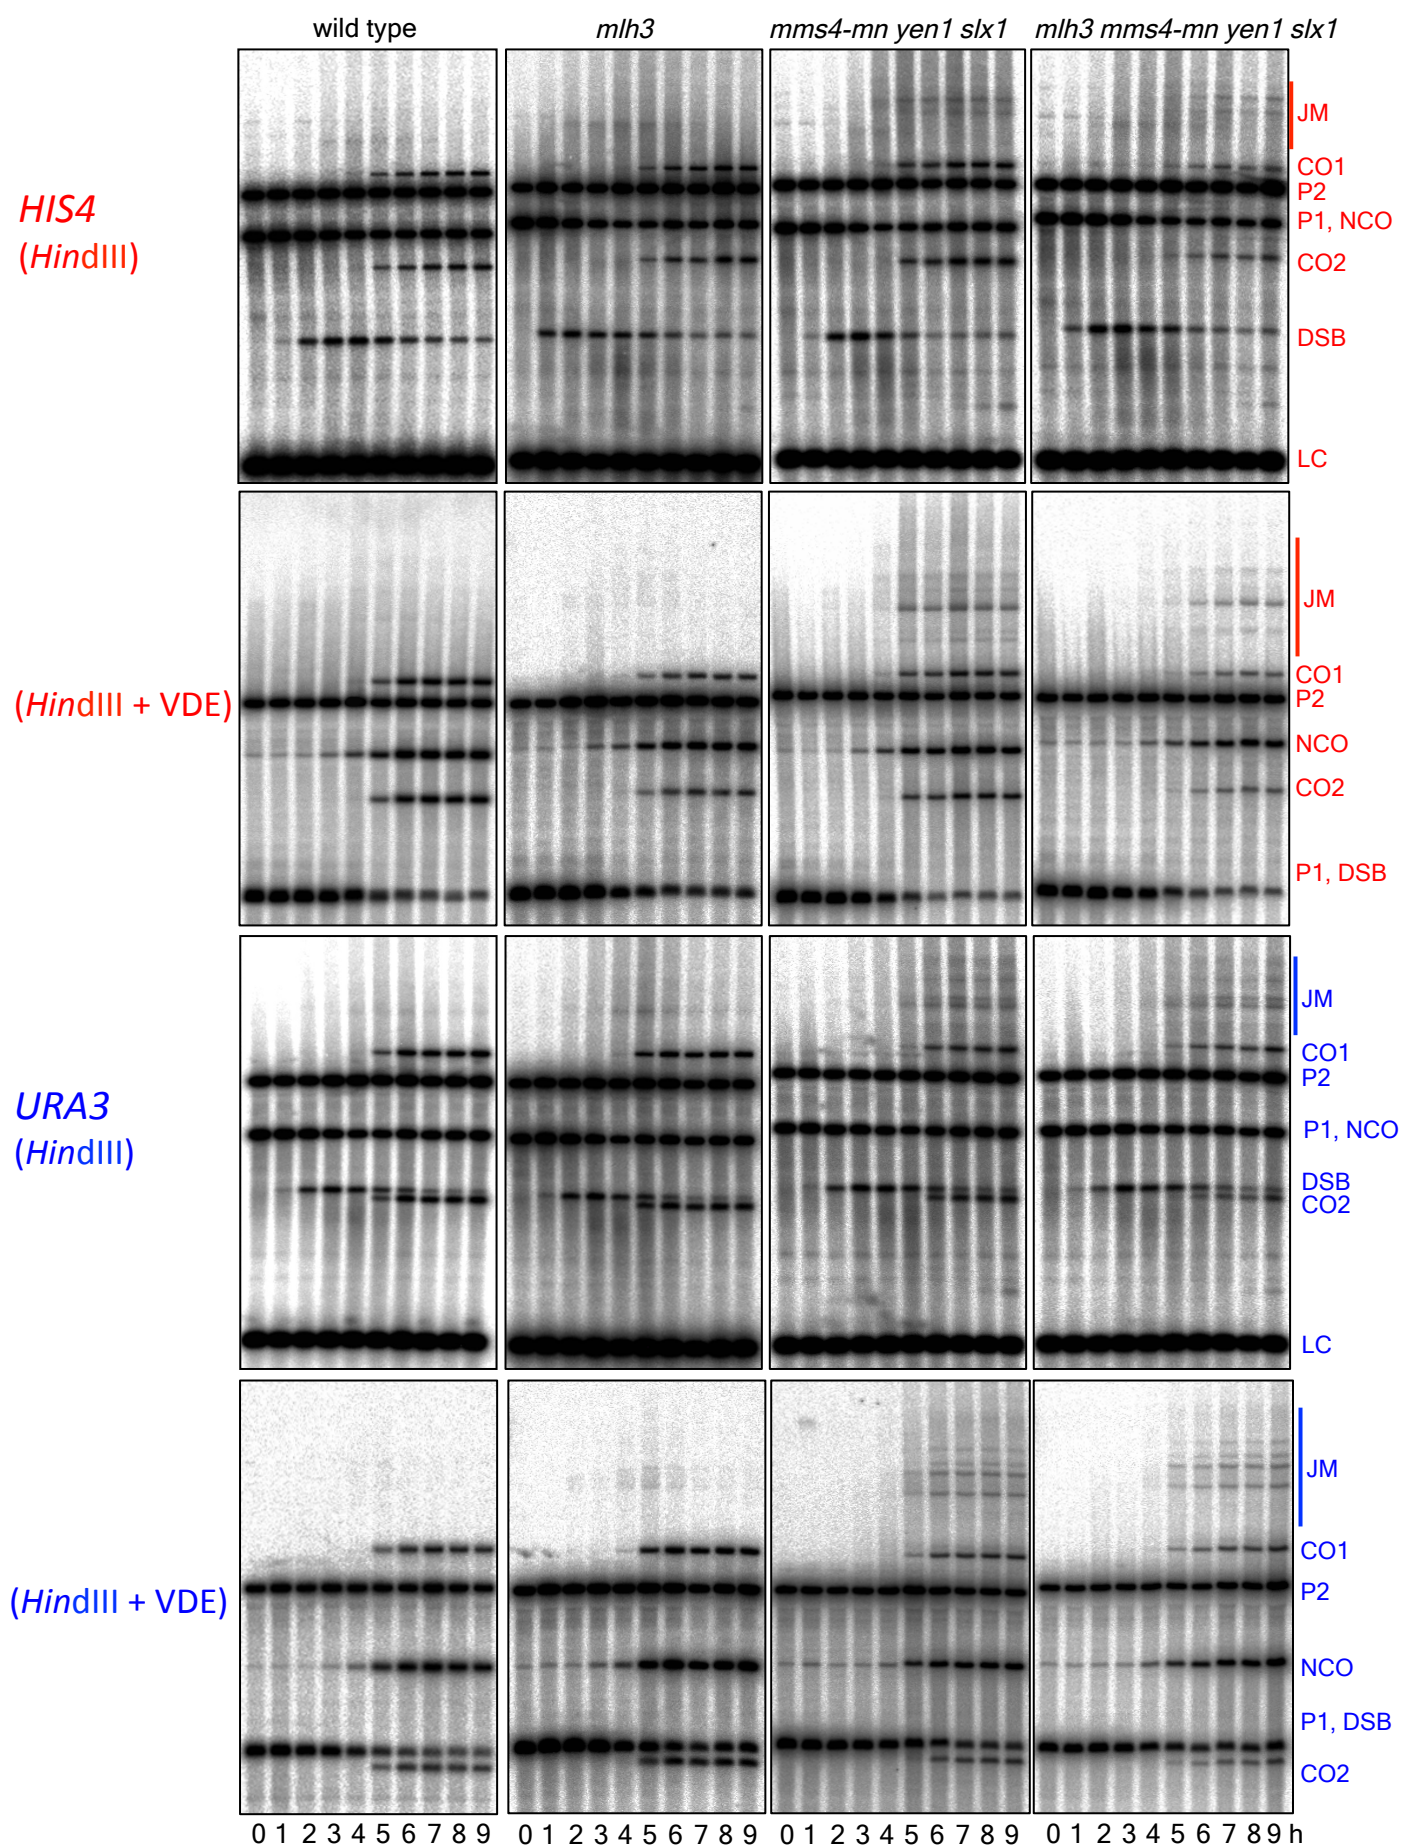 wild type mlh3 mms4-mn yen1 slx1 mlh3 mms4-mn yen1 slx1
HIS4
(HindIII)
JM
CO1
P2
P1, NCO
CO2
DSB
LC
(HindIII + VDE)
JM
CO1
P2
NCO
CO2
P1, DSB
URA3
(HindIII)
JM
CO1
P2
P1, NCO
DSB
CO2
LC
(HindIII + VDE)
JM
CO1
P2
NCO
P1, DSB
CO2
0 1 2 3 4 5 6 7 8 9 0 1 2 3 4 5 6 7 8 9 0 1 2 3 4 5 6 7 8 9 0 1 2 3 4 5 6 7 8 9 h